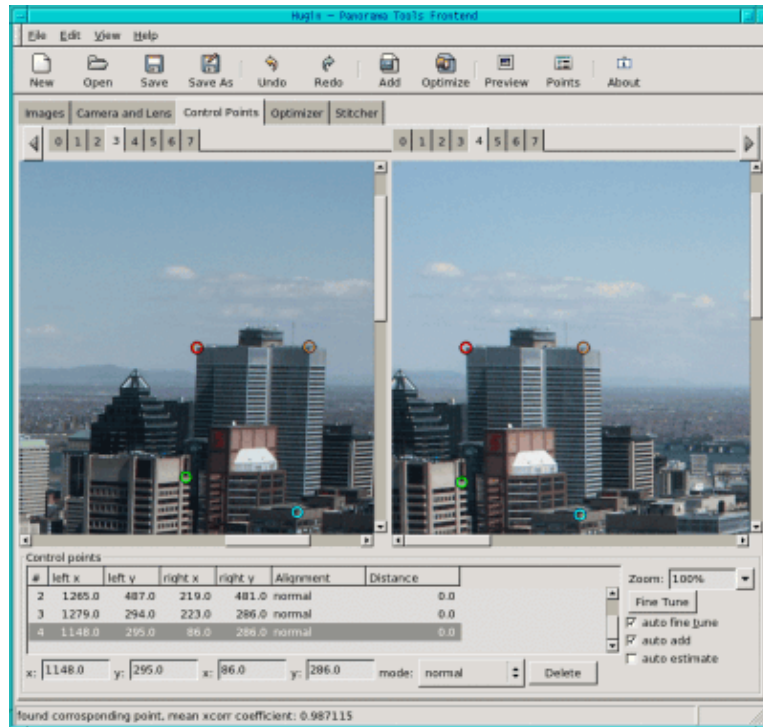 Hugin - Panorama Tools Frontend
File Edit View Help
New Open Save Save As Undo Redo Add Optimize Preview Points About
Images Camera and Lens Control Points Optimizer Stitcher
0 1 2 3 4 5 6 7 0 1 2 3 4 5 6 7
Control points
# left x left y right x right y Alignment Distance
2 1265.0 487.0 219.0 481.0 normal 0.0
3 1279.0 294.0 223.0 286.0 normal 0.0
4 1148.0 295.0 86.0 286.0 normal 0.0
Zoom: 100%
Fine Tune
auto fine tune
auto add
auto estimate
x: 1148.0 y: 295.0 x: 86.0 y: 286.0 mode: normal Delete
found corrosponding point, mean xcorr coefficient: 0.987115